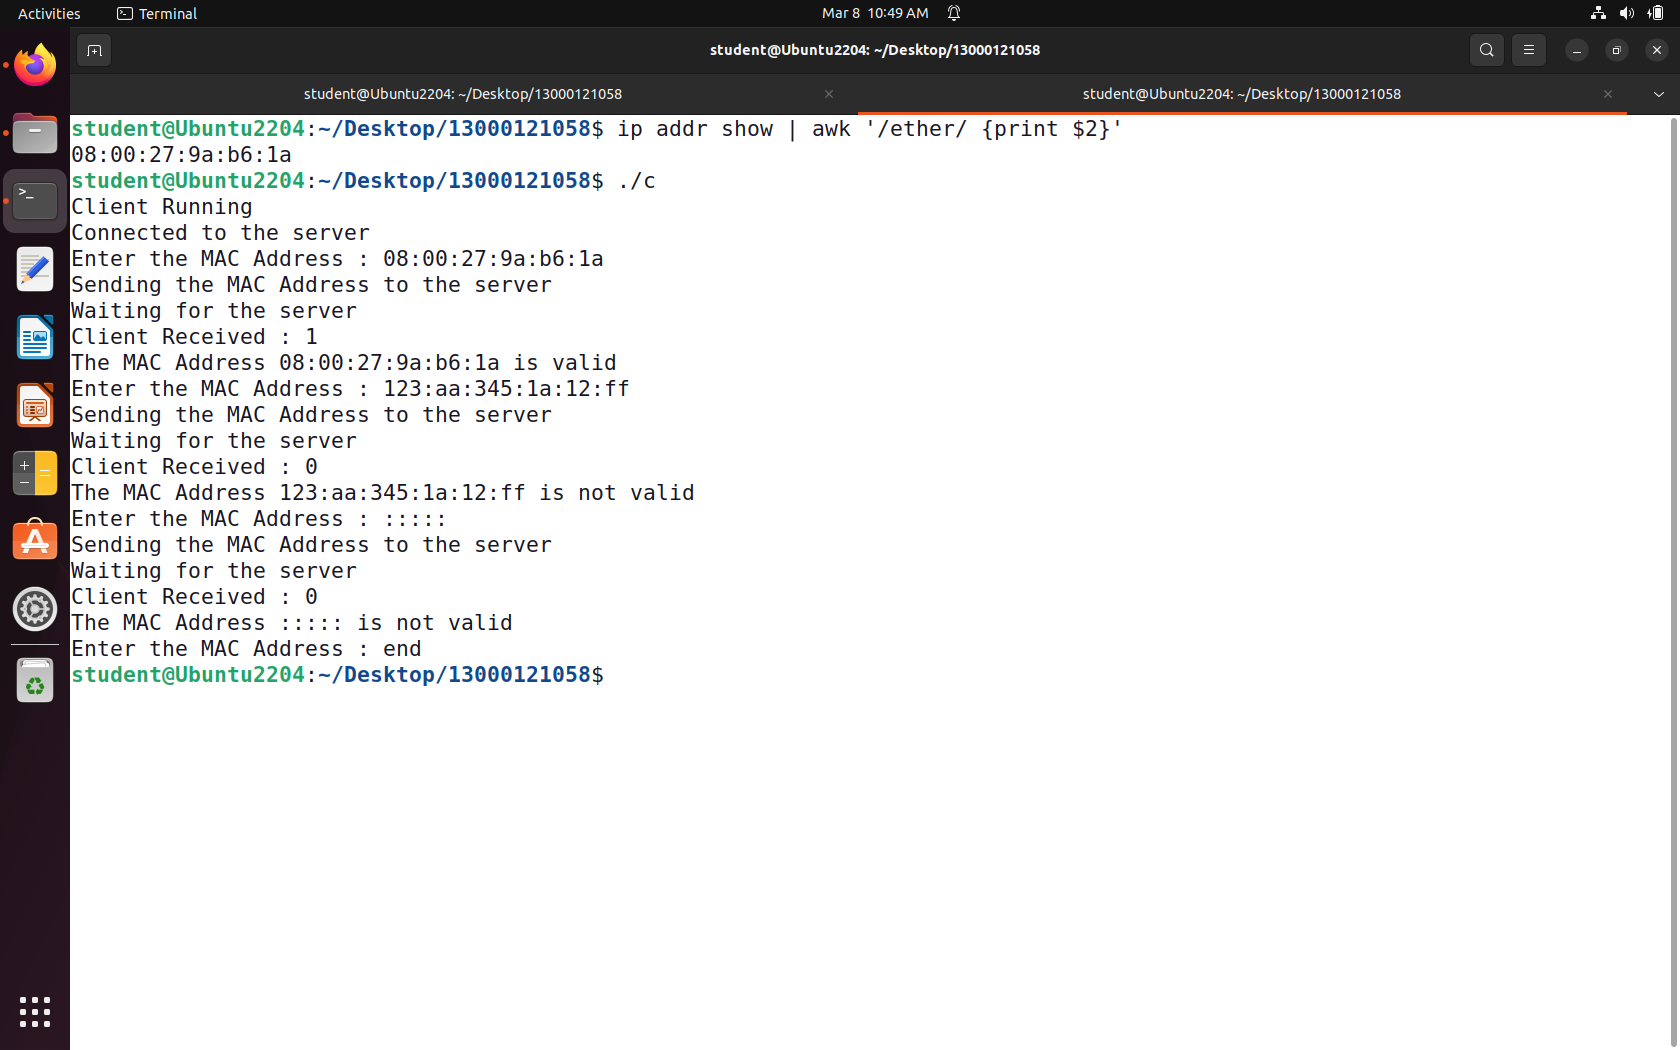 Activities
Terminal
Mar 8 10:49 AM
student@Ubuntu2204: ~/Desktop/13000121058
student@Ubuntu2204: ~/Desktop/13000121058
student@Ubuntu2204: ~/Desktop/13000121058
student@Ubuntu2204:~/Desktop/13000121058$ ip addr show | awk '/ether/ {print $2}'
08:00:27:9a:b6:1a
student@Ubuntu2204:~/Desktop/13000121058$ ./c
Client Running
Connected to the server
Enter the MAC Address : 08:00:27:9a:b6:1a
Sending the MAC Address to the server
Waiting for the server
Client Received : 1
The MAC Address 08:00:27:9a:b6:1a is valid
Enter the MAC Address : 123:aa:345:1a:12:ff
Sending the MAC Address to the server
Waiting for the server
Client Received : 0
The MAC Address 123:aa:345:1a:12:ff is not valid
Enter the MAC Address : :::::
Sending the MAC Address to the server
Waiting for the server
Client Received : 0
The MAC Address ::::: is not valid
Enter the MAC Address : end
student@Ubuntu2204:~/Desktop/13000121058$